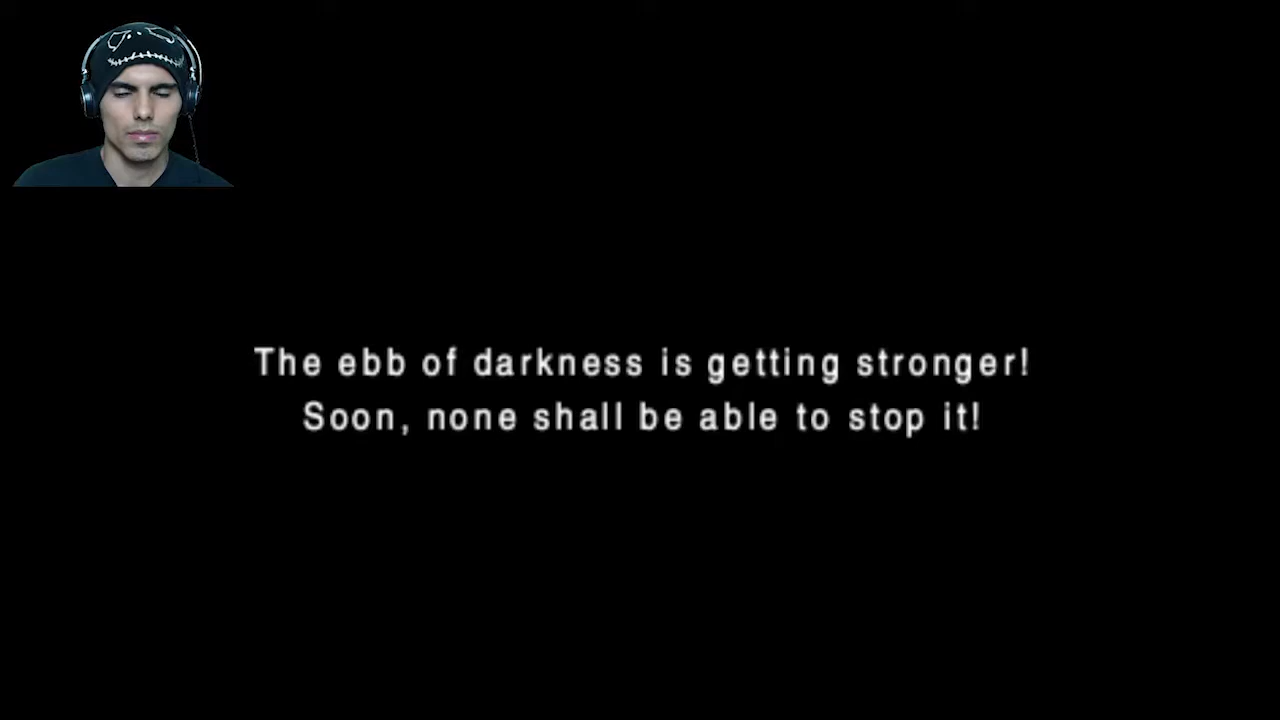 The ebb of darkness is getting stronger!
Soon, none shall be able to stop it!